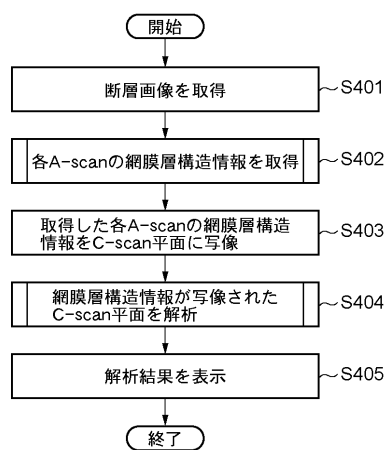 開始
断層画像を取得
S401
各A-scanの網膜層構造情報を取得
S402
取得した各A-scanの網膜層構造
情報をC-scan平面に写像
S403
網膜層構造情報が写像された
C-scan平面を解析
S404
解析結果を表示
S405
終了